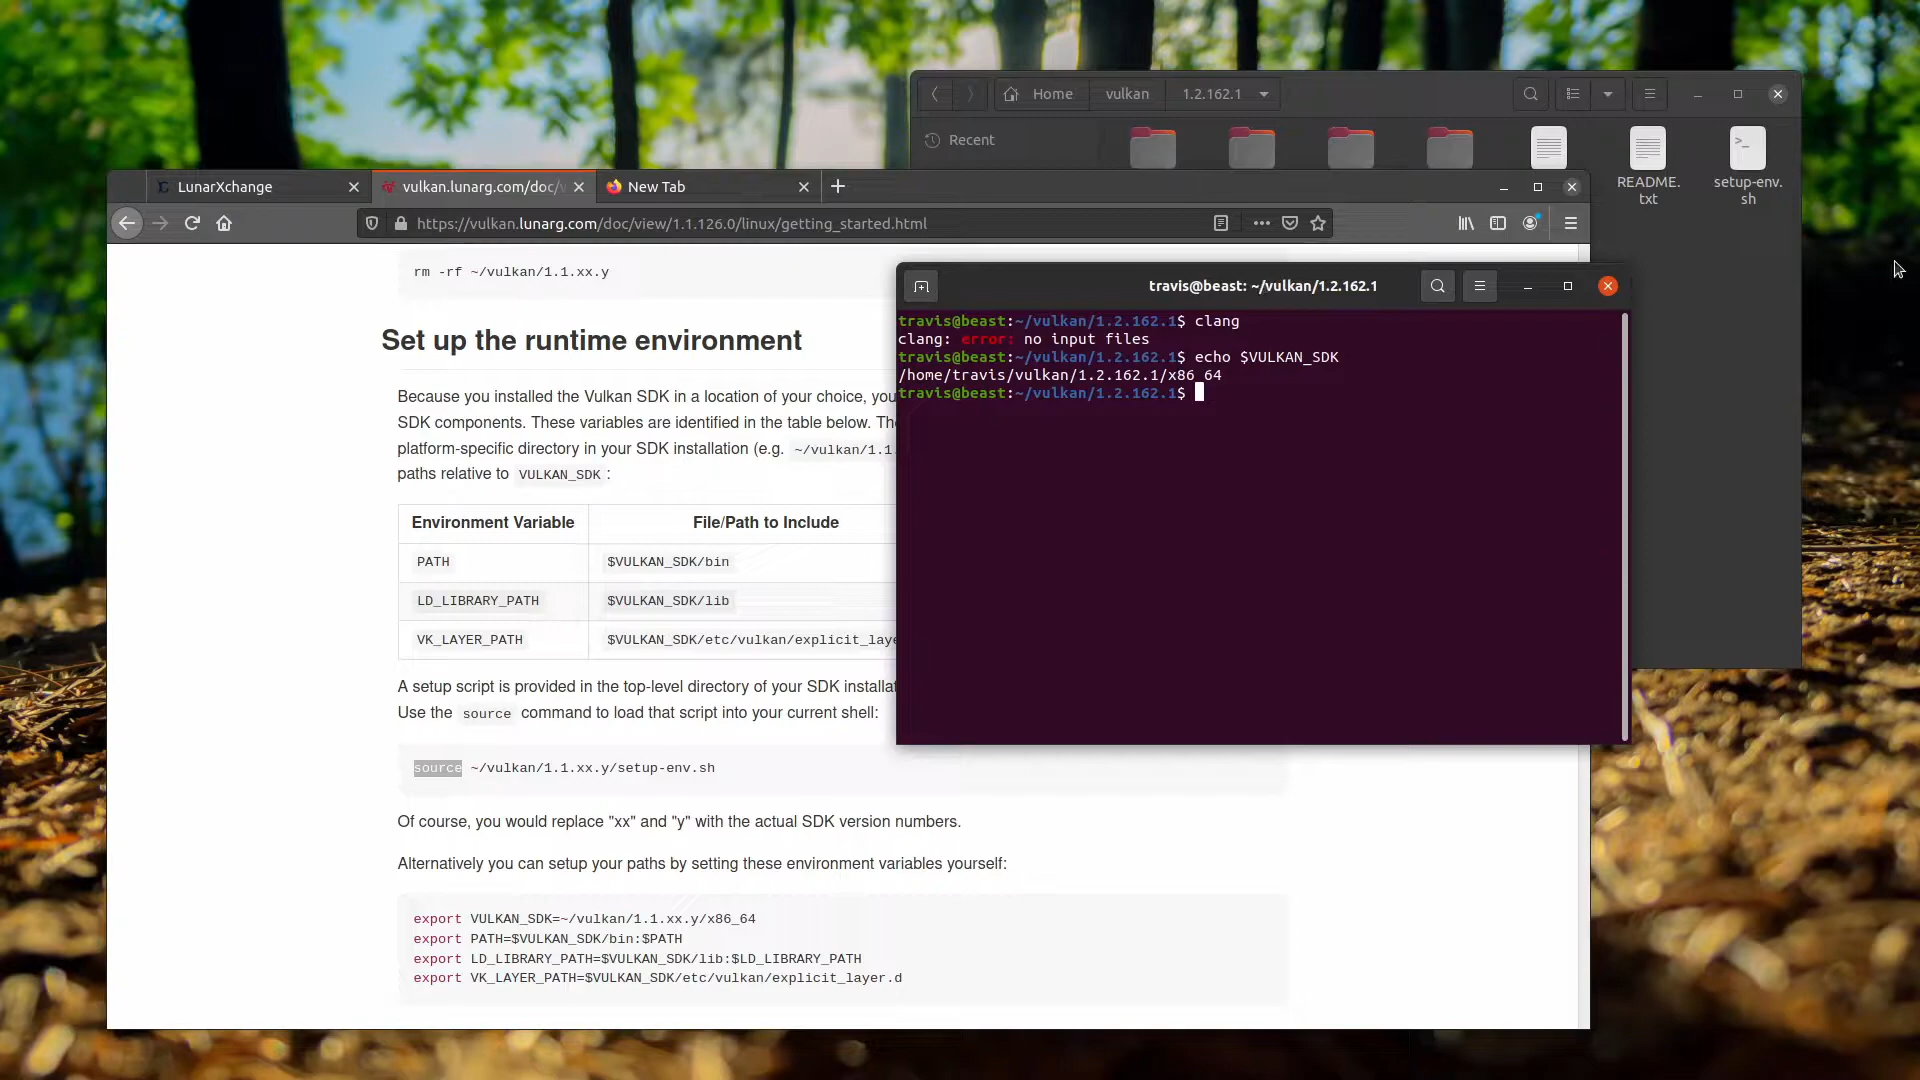 Home
vulkan
1.2.162.1
Recent
README.
txt
setup-env.
sh
LunarXchange
vulkan.lunarg.com/doc/
New Tab
https://vulkan.lunarg.com/doc/view/1.1.126.0/linux/getting_started.html
rm -rf ~/vulkan/1.1.xx.y
Set up the runtime environment
Because you installed the Vulkan SDK in a location of your choice, you
SDK components. These variables are identified in the table below. The
platform-specific directory in your SDK installation (e.g. ~/vulkan/1.1.
paths relative to VULKAN_SDK :
Environment Variable
File/Path to Include
PATH
$VULKAN_SDK/bin
LD_LIBRARY_PATH
$VULKAN_SDK/lib
VK_LAYER_PATH
$VULKAN_SDK/etc/vulkan/explicit_laye
A setup script is provided in the top-level directory of your SDK installat
Use the source command to load that script into your current shell:
source ~/vulkan/1.1.xx.y/setup-env.sh
Of course, you would replace "xx" and "y" with the actual SDK version numbers.
Alternatively you can setup your paths by setting these environment variables yourself:
export VULKAN_SDK=~/vulkan/1.1.xx.y/x86_64
export PATH=$VULKAN_SDK/bin:$PATH
export LD_LIBRARY_PATH=$VULKAN_SDK/lib:$LD_LIBRARY_PATH
export VK_LAYER_PATH=$VULKAN_SDK/etc/vulkan/explicit_layer.d
travis@beast: ~/vulkan/1.2.162.1
travis@beast:~/vulkan/1.2.162.1$ clang
clang: error: no input files
travis@beast:~/vulkan/1.2.162.1$ echo $VULKAN_SDK
/home/travis/vulkan/1.2.162.1/x86_64
travis@beast:~/vulkan/1.2.162.1$